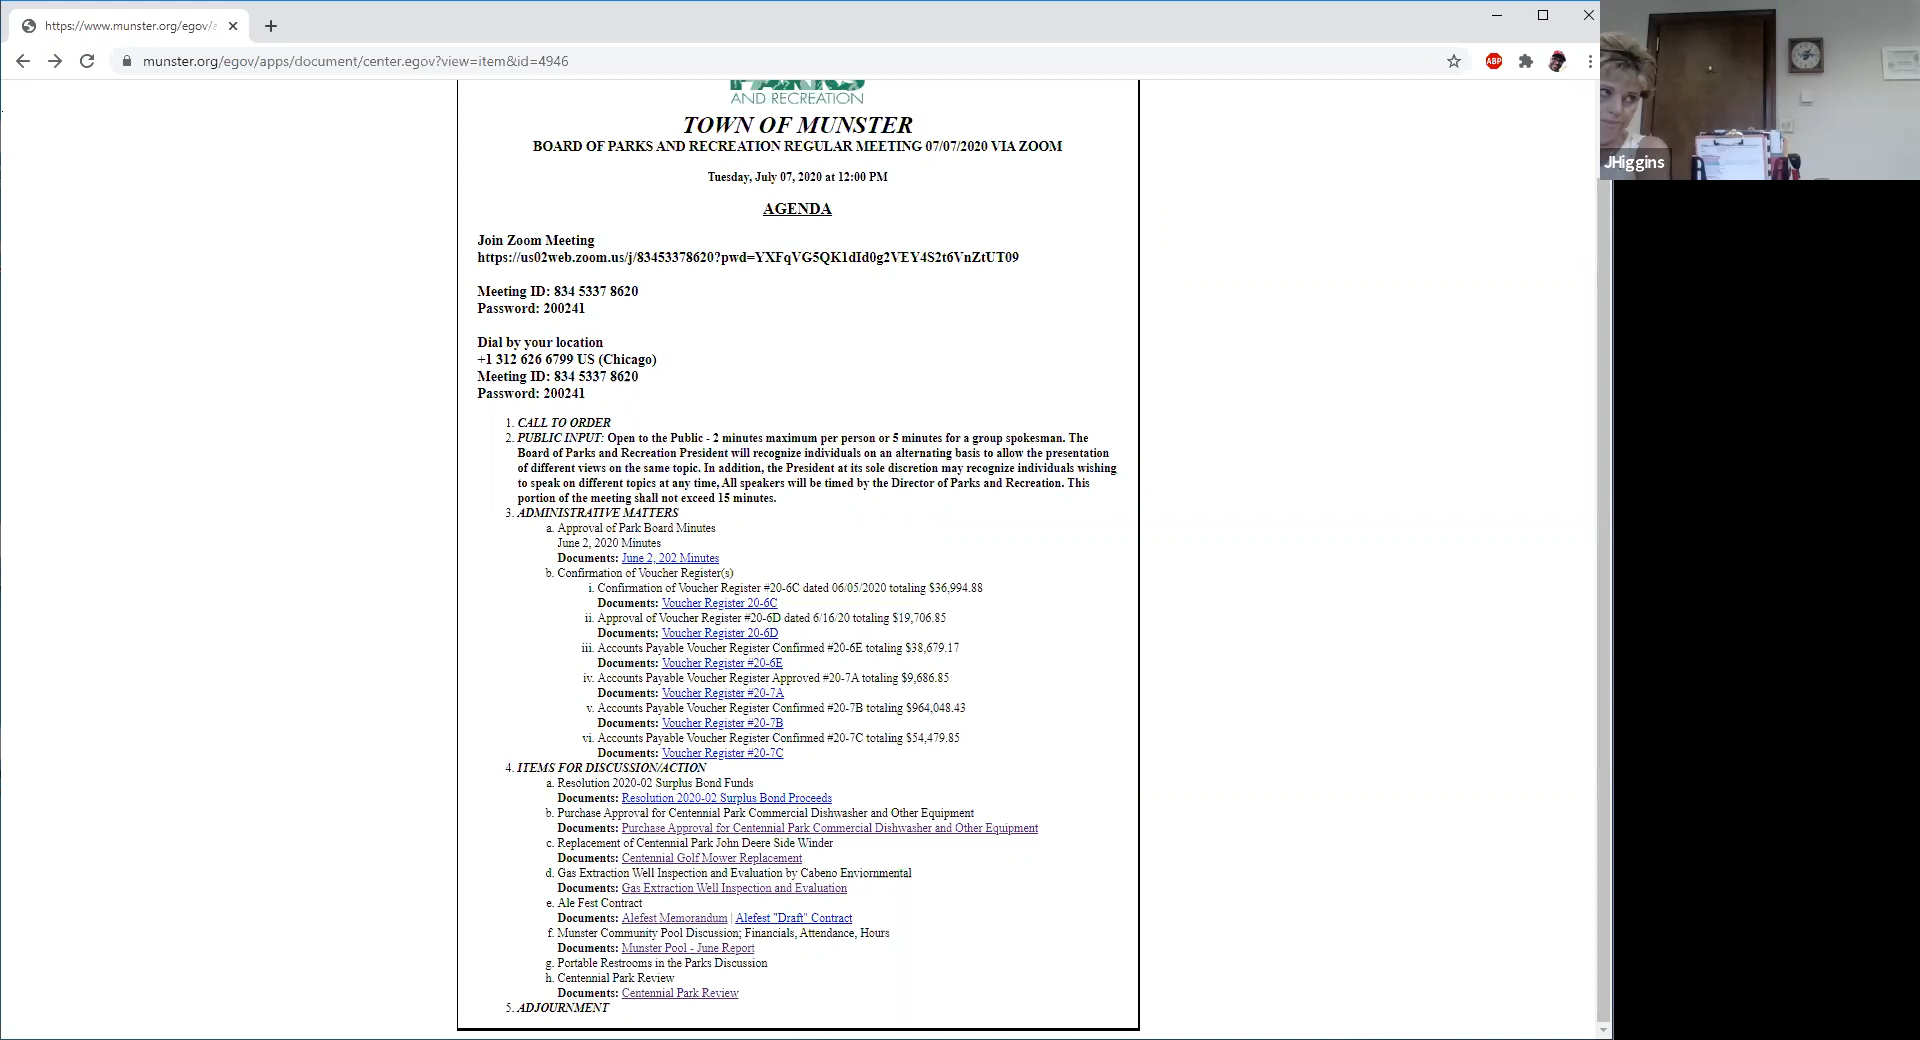 https://www.munster.org/egov/a
munster.org/egov/apps/document/center.egov?view=item&id=4946
ABP
PARKS
AND RECREATION
TOWN OF MUNSTER
BOARD OF PARKS AND RECREATION REGULAR MEETING 07/07/2020 VIA ZOOM
Tuesday, July 07, 2020 at 12:00 PM
AGENDA
Join Zoom Meeting
https://us02web.zoom.us/j/83453378620?pwd=YXFqVG5QK1dId0g2VEY4S2t6VnZtUT09
Meeting ID: 834 5337 8620
Password: 200241
Dial by your location
+1 312 626 6799 US (Chicago)
Meeting ID: 834 5337 8620
Password: 200241
1. CALL TO ORDER
2. PUBLIC INPUT: Open to the Public - 2 minutes maximum per person or 5 minutes for a group spokesman. The
Board of Parks and Recreation President will recognize individuals on an alternating basis to allow the presentation
of different views on the same topic. In addition, the President at its sole discretion may recognize individuals wishing
to speak on different topics at any time, All speakers will be timed by the Director of Parks and Recreation. This
portion of the meeting shall not exceed 15 minutes.
3. ADMINISTRATIVE MATTERS
a. Approval of Park Board Minutes
June 2, 2020 Minutes
Documents: June 2, 202 Minutes
b. Confirmation of Voucher Register(s)
i. Confirmation of Voucher Register #20-6C dated 06/05/2020 totaling $36,994.88
Documents: Voucher Register 20-6C
ii. Approval of Voucher Register #20-6D dated 6/16/20 totaling $19,706.85
Documents: Voucher Register 20-6D
iii. Accounts Payable Voucher Register Confirmed #20-6E totaling $38,679.17
Documents: Voucher Register #20-6E
iv. Accounts Payable Voucher Register Approved #20-7A totaling $9,686.85
Documents: Voucher Register #20-7A
v. Accounts Payable Voucher Register Confirmed #20-7B totaling $964,048.43
Documents: Voucher Register #20-7B
vi. Accounts Payable Voucher Register Confirmed #20-7C totaling $54,479.85
Documents: Voucher Register #20-7C
4. ITEMS FOR DISCUSSION/ACTION
a. Resolution 2020-02 Surplus Bond Funds
Documents: Resolution 2020-02 Surplus Bond Proceeds
b. Purchase Approval for Centennial Park Commercial Dishwasher and Other Equipment
Documents: Purchase Approval for Centennial Park Commercial Dishwasher and Other Equipment
c. Replacement of Centennial Park John Deere Side Winder
Documents: Centennial Golf Mower Replacement
d. Gas Extraction Well Inspection and Evaluation by Cabeno Enviornmental
Documents: Gas Extraction Well Inspection and Evaluation
e. Ale Fest Contract
Documents: Alefest Memorandum | Alefest "Draft" Contract
f. Munster Community Pool Discussion; Financials, Attendance, Hours
Documents: Munster Pool - June Report
g. Portable Restrooms in the Parks Discussion
h. Centennial Park Review
Documents: Centennial Park Review
5. ADJOURNMENT
JHiggins